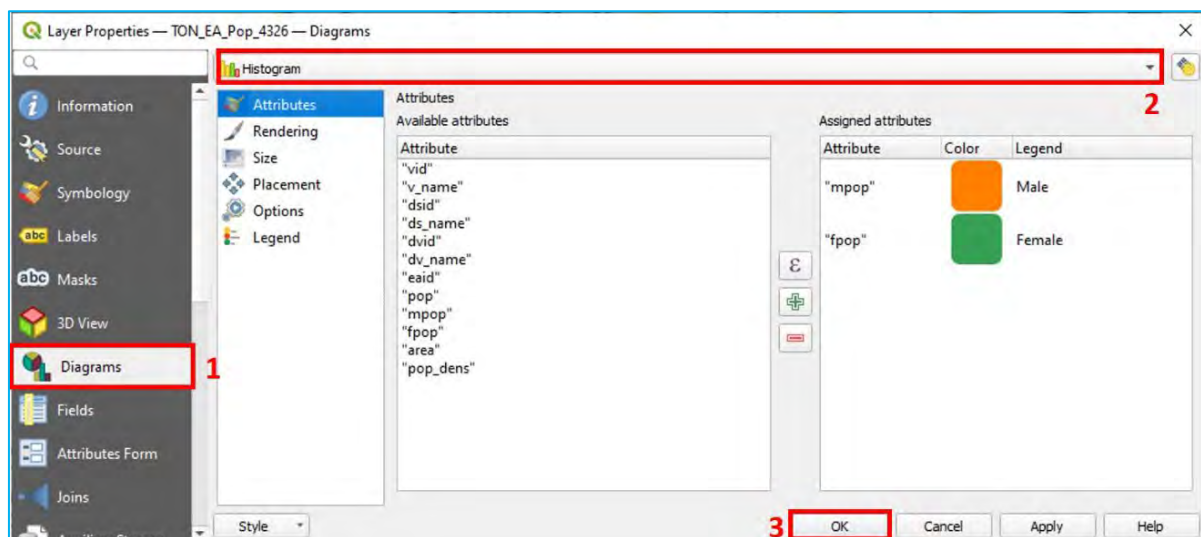 Layer Properties — TON_EA_Pop_4326 — Diagrams
Histogram
2
Information
Source
Symbology
abc Labels
abc Masks
3D View
Diagrams
1
Fields
Attributes Form
Joins
Attributes
Rendering
Size
Placement
Options
Legend
Attributes
Available attributes
Attribute
"vid"
"v_name"
"dsid"
"ds_name"
"dvid"
"dv_name"
"eaid"
"pop"
"mpop"
"fpop"
"area"
"pop_dens"
ε
Assigned attributes
Attribute Color Legend
"mpop" Male
"fpop" Female
Style
3
OK Cancel Apply Help